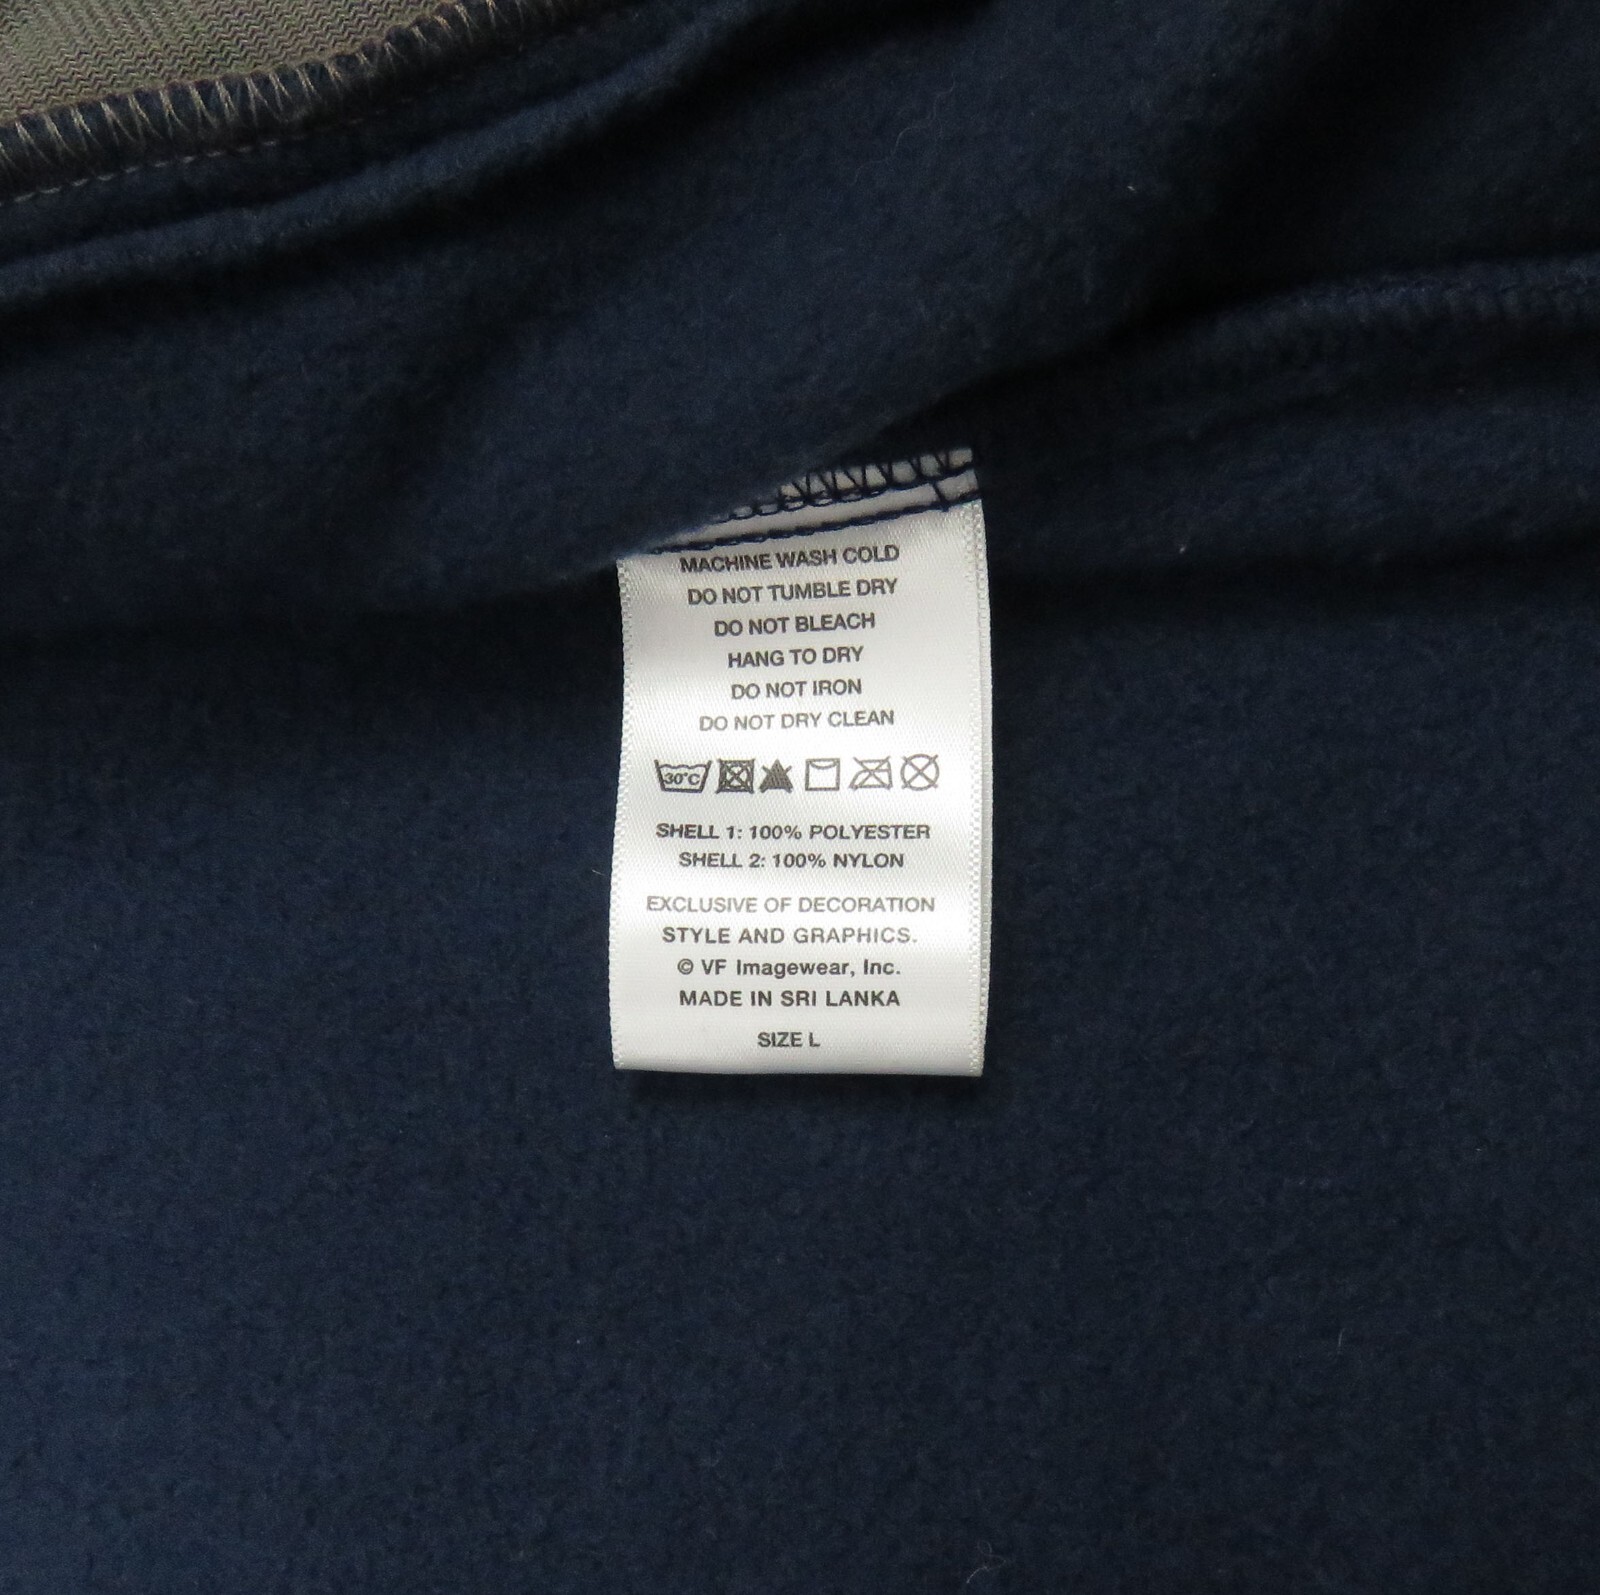 MACHINE WASH COLD
DO NOT TUMBLE DRY
DO NOT BLEACH
HANG TO DRY
DO NOT IRON
DO NOT DRY CLEAN
30°C
SHELL 1: 100% POLYESTER
SHELL 2: 100% NYLON
EXCLUSIVE OF DECORATION
STYLE AND GRAPHICS.
© VF Imagewear, Inc.
MADE IN SRI LANKA
SIZE L